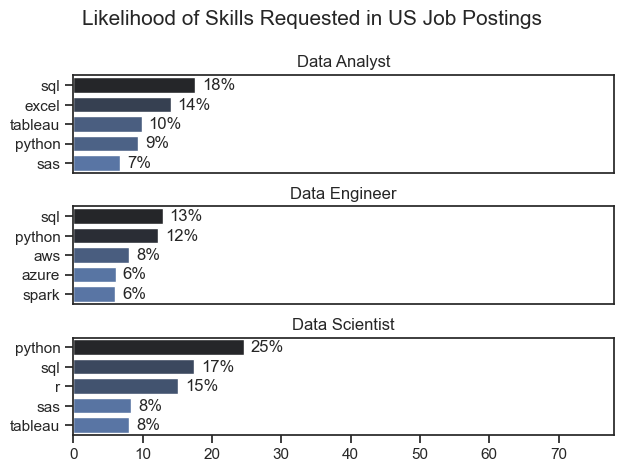 Likelihood of Skills Requested in US Job Postings
Data Analyst
sql 18%
excel 14%
tableau 10%
python 9%
sas 7%
Data Engineer
sql 13%
python 12%
aws 8%
azure 6%
spark 6%
Data Scientist
python 25%
sql 17%
r 15%
sas 8%
tableau 8%
0 10 20 30 40 50 60 70